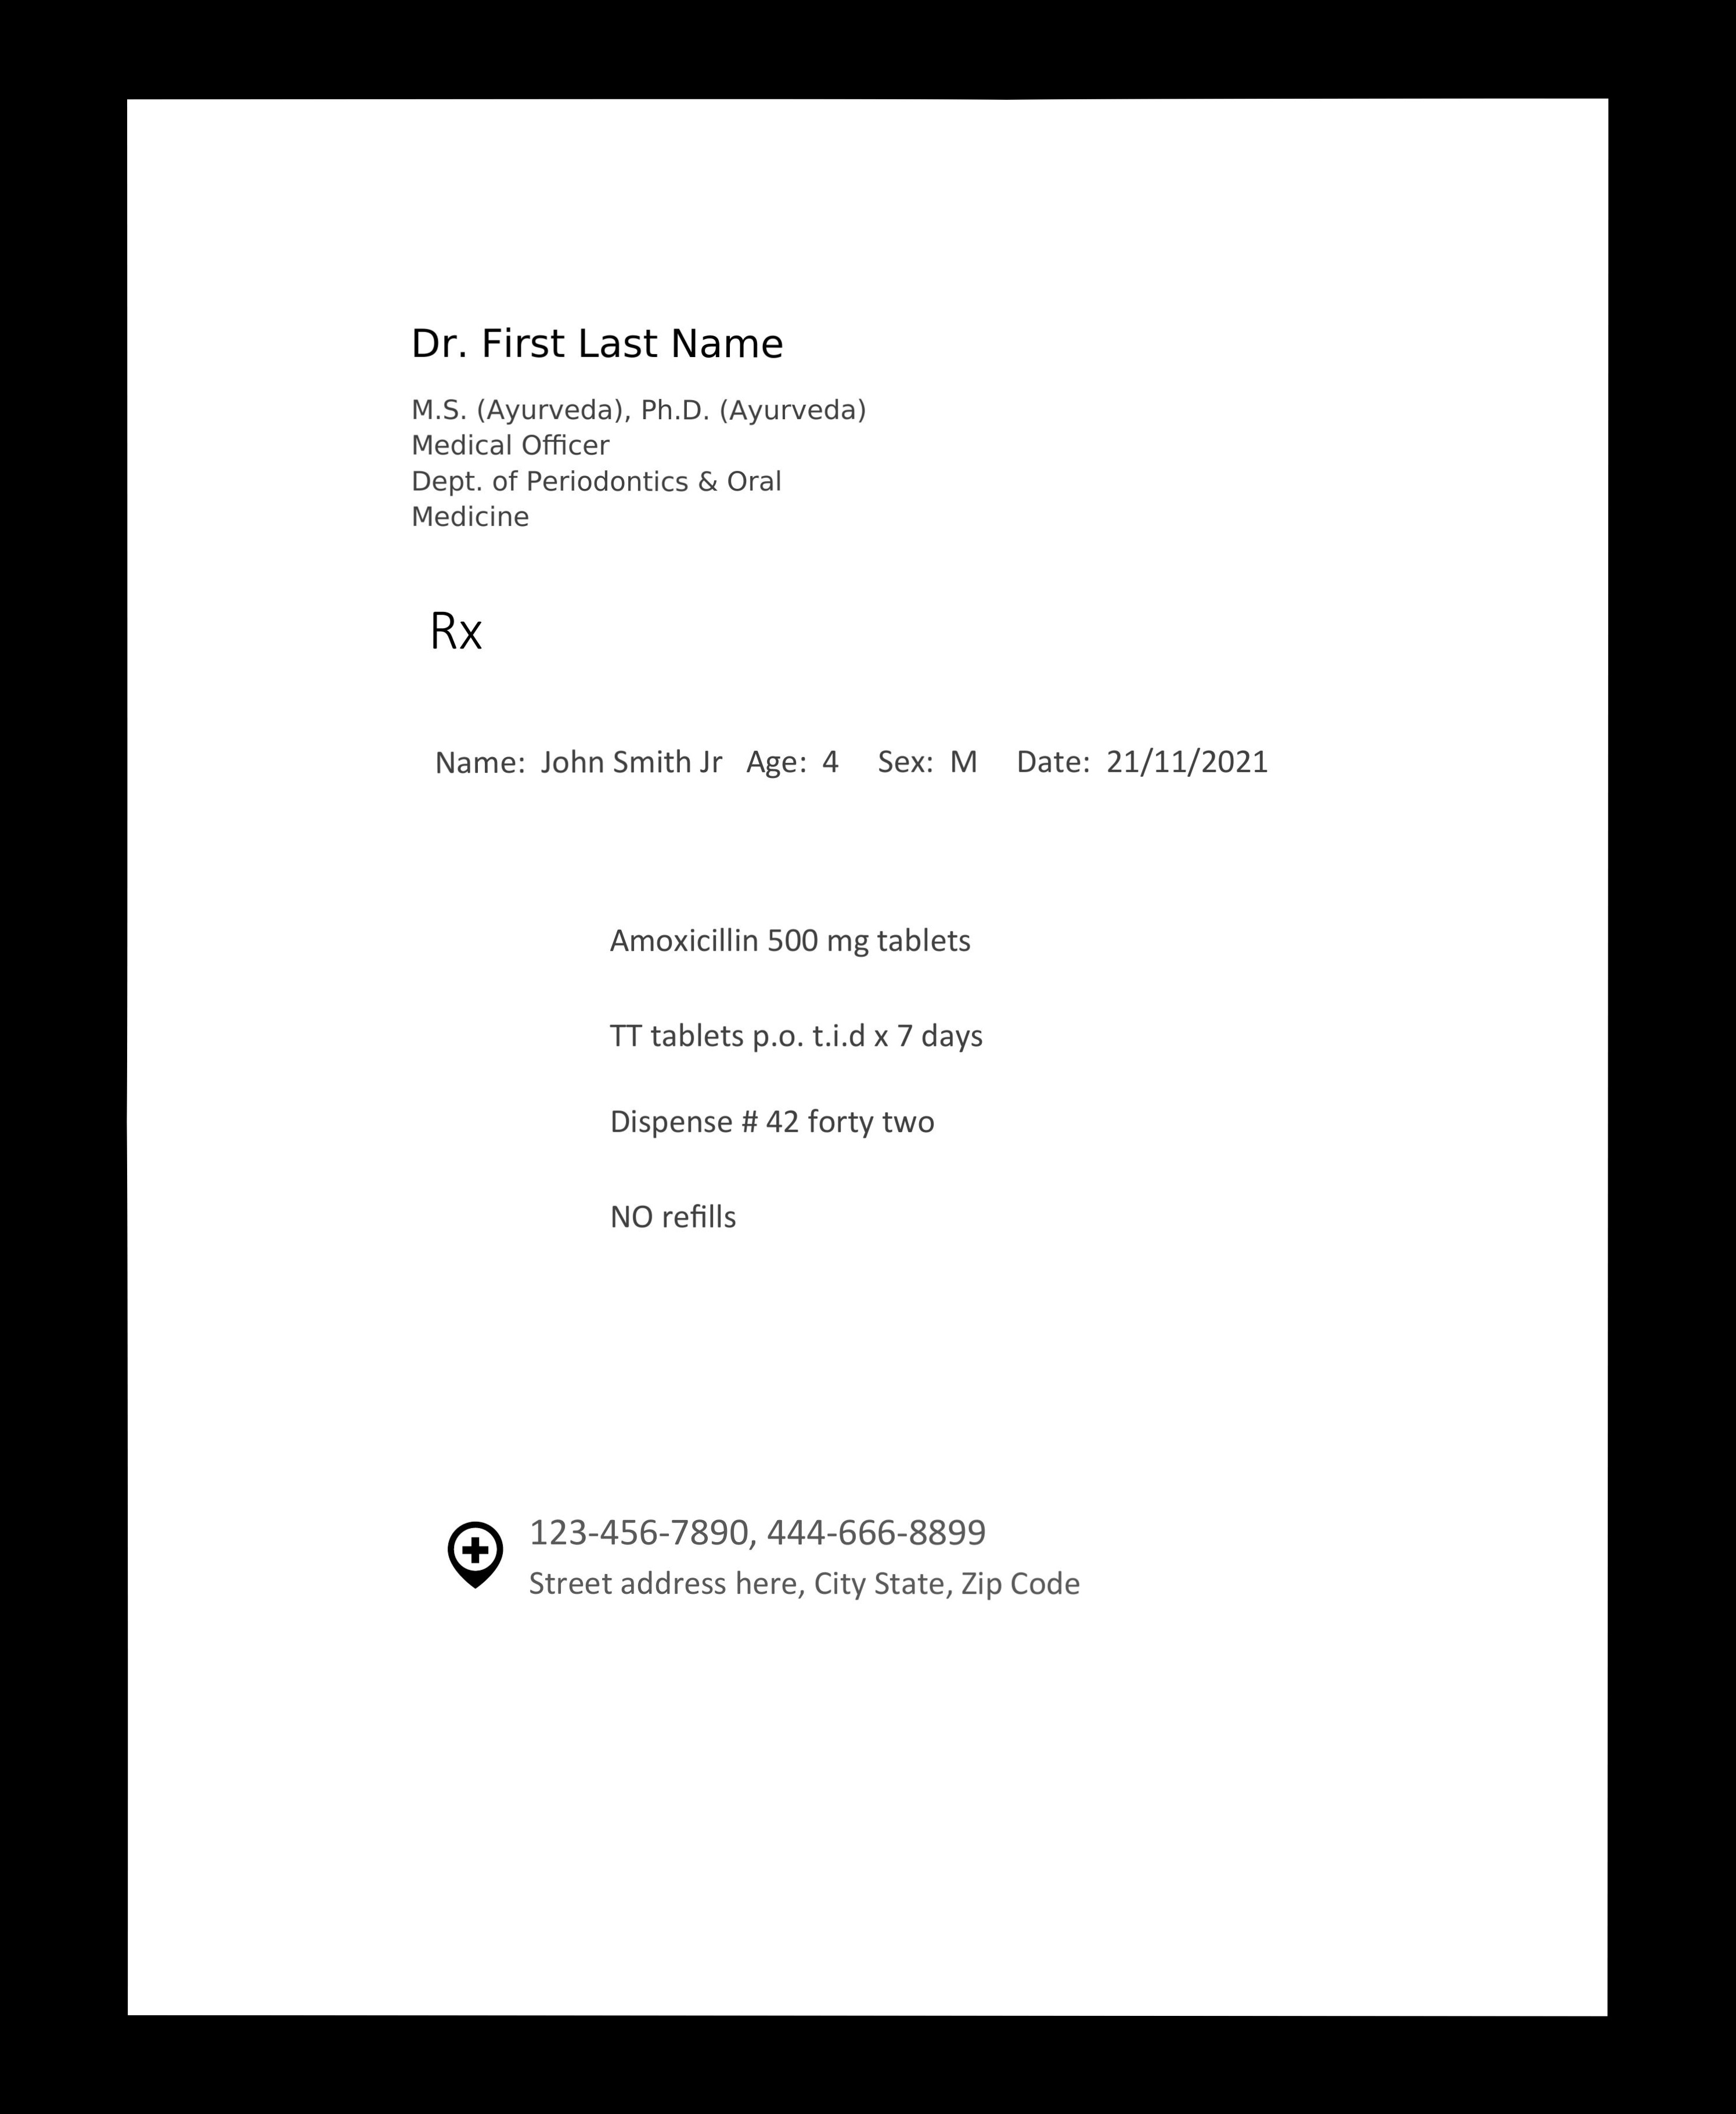 Dr. First Last Name
M.S. (Ayurveda), Ph.D. (Ayurveda)
Medical Officer
Dept. of Periodontics & Oral
Medicine
Rx
Name: John Smith Jr Age: 4 Sex: M Date: 21/11/2021
Amoxicillin 500 mg tablets
TT tablets p.o. t.i.d x 7 days
Dispense # 42 forty two
NO refills
123-456-7890, 444-666-8899
Street address here, City State, Zip Code